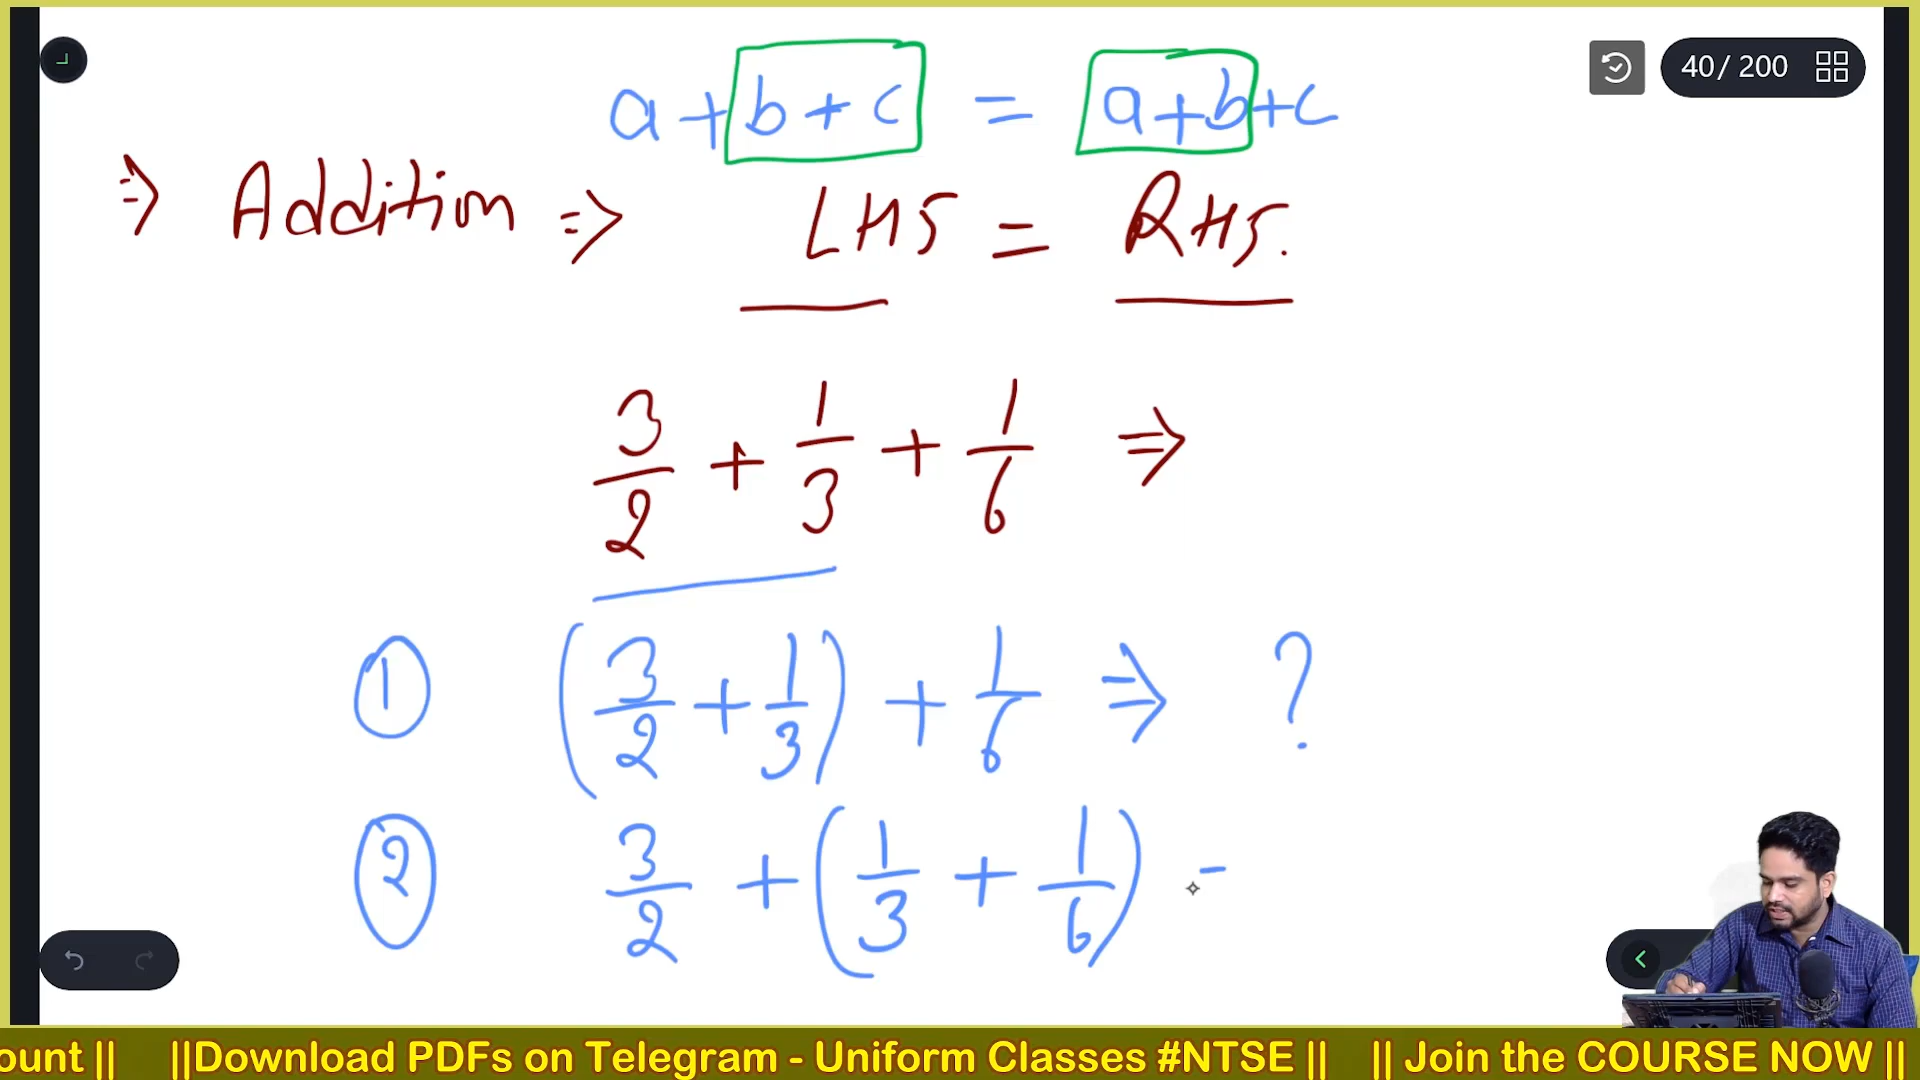 40/ 200
a + b + c = a + b + c
⇒ Addition ⇒ LHS = RHS.
3/2 + 1/3 + 1/6 ⇒
① (3/2 + 1/3) + 1/6 ⇒ ?
② 3/2 + (1/3 + 1/6) -
ount || ||Download PDFs on Telegram - Uniform Classes #NTSE || || Join the COURSE NOW ||